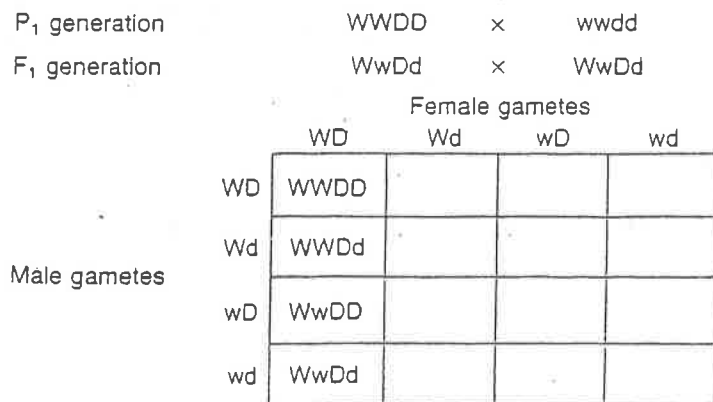 P₁ generation WWDD × wwdd
F₁ generation WwDd × WwDd
Female gametes
WD Wd wD wd
WD WWDD
Wd WWDd
Male gametes
wD WwDD
wd WwDd